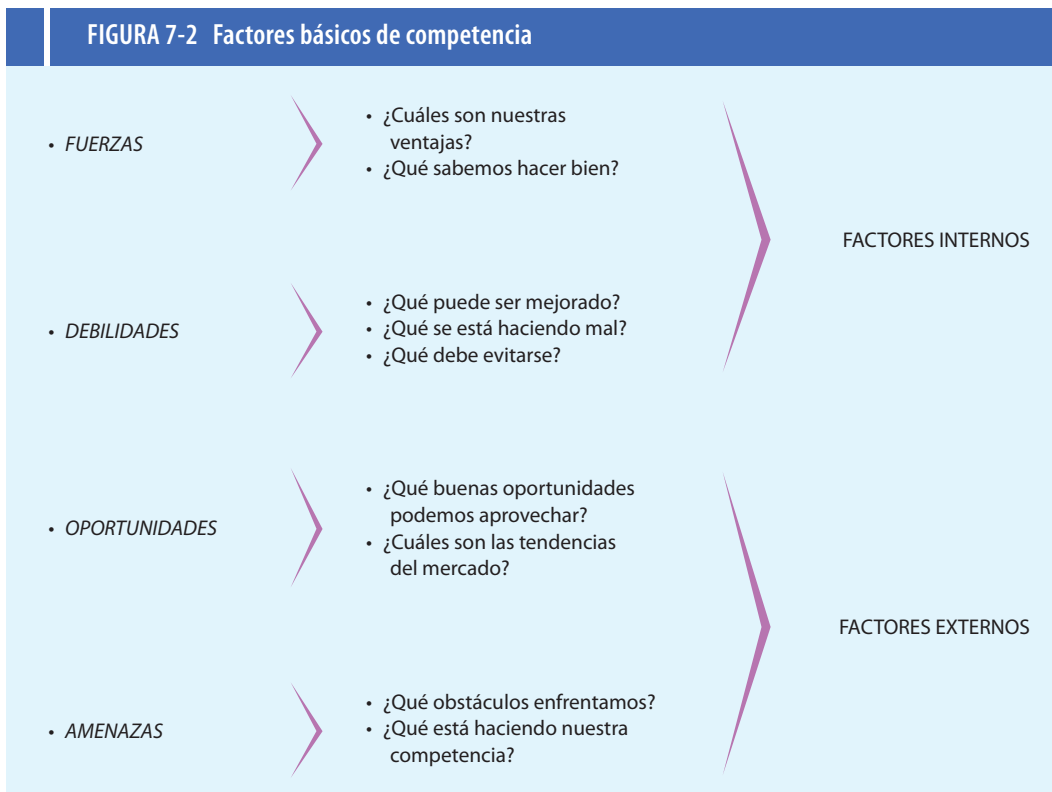 FIGURA 7-2 Factores básicos de competencia
• FUERZAS
• ¿Cuáles son nuestras
ventajas?
• ¿Qué sabemos hacer bien?
• DEBILIDADES
• ¿Qué puede ser mejorado?
• ¿Qué se está haciendo mal?
• ¿Qué debe evitarse?
FACTORES INTERNOS
• OPORTUNIDADES
• ¿Qué buenas oportunidades
podemos aprovechar?
• ¿Cuáles son las tendencias
del mercado?
• AMENAZAS
• ¿Qué obstáculos enfrentamos?
• ¿Qué está haciendo nuestra
competencia?
FACTORES EXTERNOS